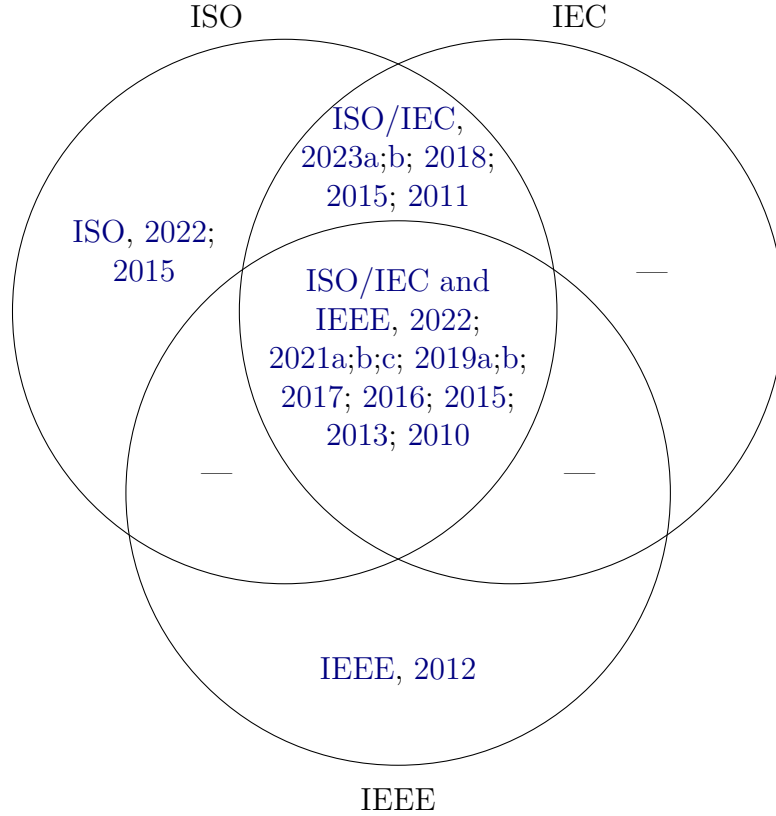 ISO
IEC
ISO/IEC,
2023a;b; 2018;
2015; 2011
ISO, 2022;
2015
—
ISO/IEC and
IEEE, 2022;
2021a;b;c; 2019a;b;
2017; 2016; 2015;
2013; 2010
—
—
IEEE, 2012
IEEE